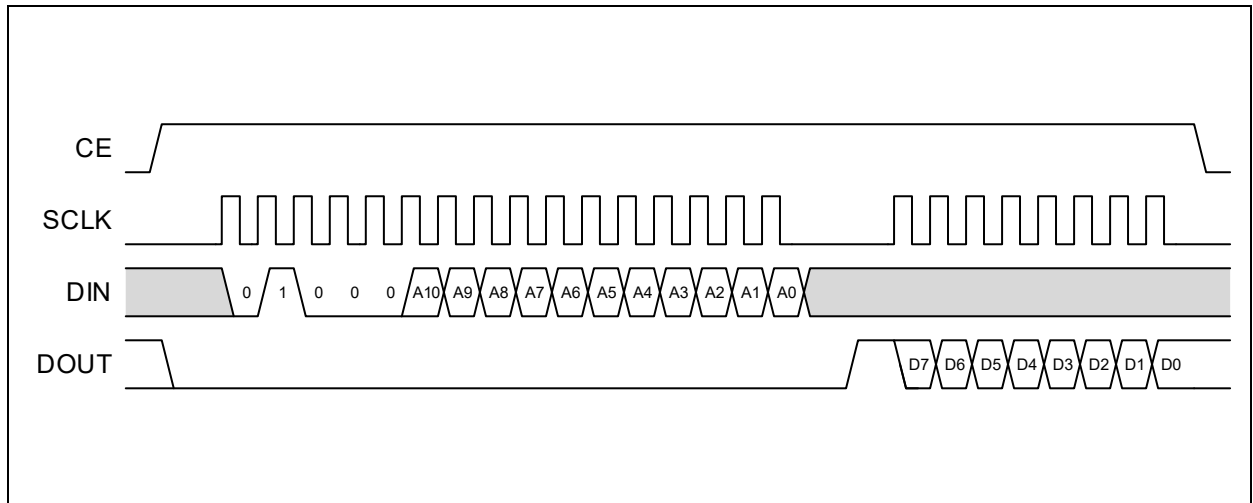 CE
SCLK
DIN 0 1 0 0 0 A10 A9 A8 A7 A6 A5 A4 A3 A2 A1 A0
DOUT D7 D6 D5 D4 D3 D2 D1 D0